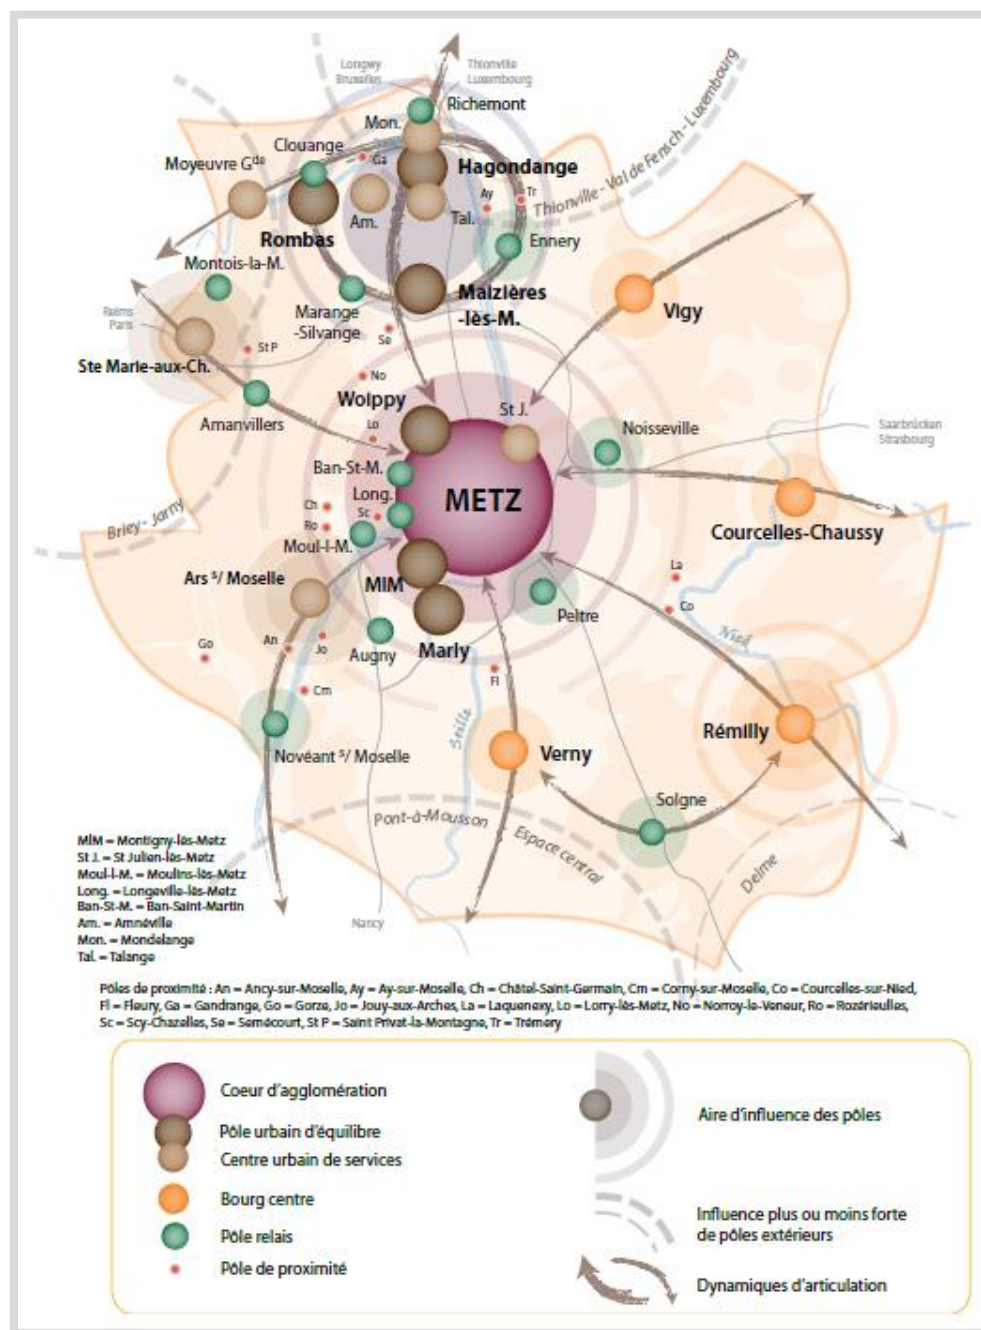 Longwy
Bruxelles
Thionville
Luxembourg
Richemont
Mon.
Clouange
Ga
Moyeuvre Gde
Hagondange
Thionville - Val de Fensch - Luxembourg
Ay
Tr
Am.
Tal.
Rombas
Ennery
Montois-la-M.
Maizières
-lès-M.
Vigy
Reims
Paris
Marange
-Silvange
Se
St P
Ste Marie-aux-Ch.
No
Woippy
St J.
Amanvillers
Lo
Noisseville
Saarbrücken
Strasbourg
Ban-St-M.
METZ
Long.
Ch
Sc
Ro
Briey - Jarny
Moul-l-M.
Courcelles-Chaussy
La
Ars s/ Moselle
MlM
Co
Peltre
Nied
An
Jo
Go
Augny
Marly
Fl
Cm
Seille
Rémilly
Novéant s/ Moselle
Verny
Solgne
Pont-à-Mousson
Espace central
Delme
Nancy
MlM = Montigny-lès-Metz
St J. = St Julien-lès-Metz
Moul-l-M. = Moulins-lès-Metz
Long. = Longeville-lès-Metz
Ban-St-M. = Ban-Saint-Martin
Am. = Amnéville
Mon. = Mondelange
Tal. = Talange
Pôles de proximité : An = Ancy-sur-Moselle, Ay = Ay-sur-Moselle, Ch = Châtel-Saint-Germain, Cm = Corny-sur-Moselle, Co = Courcelles-sur-Nied,
Fl = Fleury, Ga = Gandrange, Go = Gorze, Jo = Jouy-aux-Arches, La = Laquenexy, Lo = Lorry-lès-Metz, No = Norroy-le-Veneur, Ro = Rozérieulles,
Sc = Scy-Chazelles, Se = Semécourt, St P = Saint Privat-la-Montagne, Tr = Trémery
Coeur d'agglomération
Pôle urbain d'équilibre
Centre urbain de services
Bourg centre
Pôle relais
Pôle de proximité
Aire d'influence des pôles
Influence plus ou moins forte
de pôles extérieurs
Dynamiques d'articulation